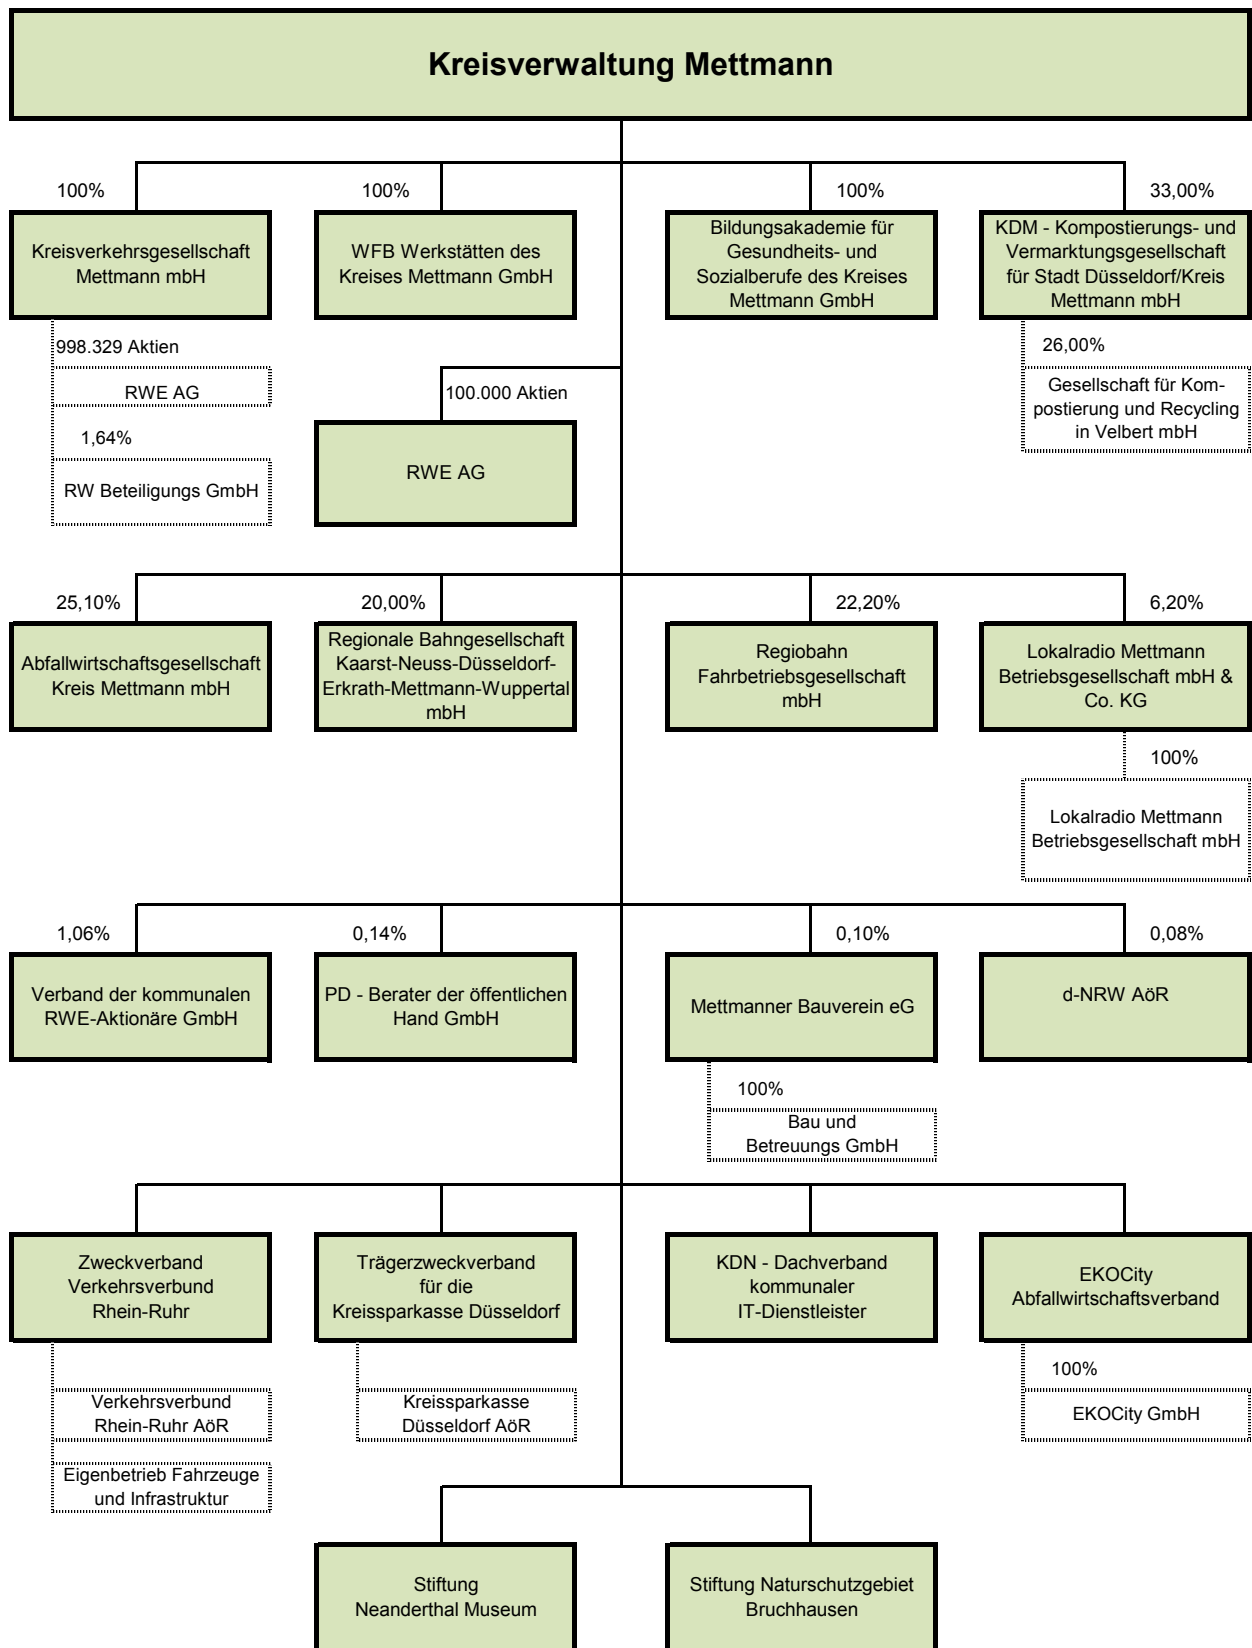 Kreisverwaltung Mettmann
100%
100%
100%
33,00%
Kreisverkehrsgesellschaft
Mettmann mbH
WFB Werkstätten des
Kreises Mettmann GmbH
Bildungsakademie für
Gesundheits- und
Sozialberufe des Kreises
Mettmann GmbH
KDM - Kompostierungs- und
Vermarktungsgesellschaft
für Stadt Düsseldorf/Kreis
Mettmann mbH
998.329 Aktien
RWE AG
1,64%
RW Beteiligungs GmbH
100.000 Aktien
RWE AG
26,00%
Gesellschaft für Kom-
postierung und Recycling
in Velbert mbH
25,10%
20,00%
22,20%
6,20%
Abfallwirtschaftsgesellschaft
Kreis Mettmann mbH
Regionale Bahngesellschaft
Kaarst-Neuss-Düsseldorf-
Erkrath-Mettmann-Wuppertal
mbH
Regiobahn
Fahrbetriebsgesellschaft
mbH
Lokalradio Mettmann
Betriebsgesellschaft mbH &
Co. KG
100%
Lokalradio Mettmann
Betriebsgesellschaft mbH
1,06%
0,14%
0,10%
0,08%
Verband der kommunalen
RWE-Aktionäre GmbH
PD - Berater der öffentlichen
Hand GmbH
Mettmanner Bauverein eG
d-NRW AöR
100%
Bau und
Betreuungs GmbH
Zweckverband
Verkehrsverbund
Rhein-Ruhr
Trägerzweckverband
für die
Kreissparkasse Düsseldorf
KDN - Dachverband
kommunaler
IT-Dienstleister
EKOCity
Abfallwirtschaftsverband
Verkehrsverbund
Rhein-Ruhr AöR
Eigenbetrieb Fahrzeuge
und Infrastruktur
Kreissparkasse
Düsseldorf AöR
100%
EKOCity GmbH
Stiftung
Neanderthal Museum
Stiftung Naturschutzgebiet
Bruchhausen